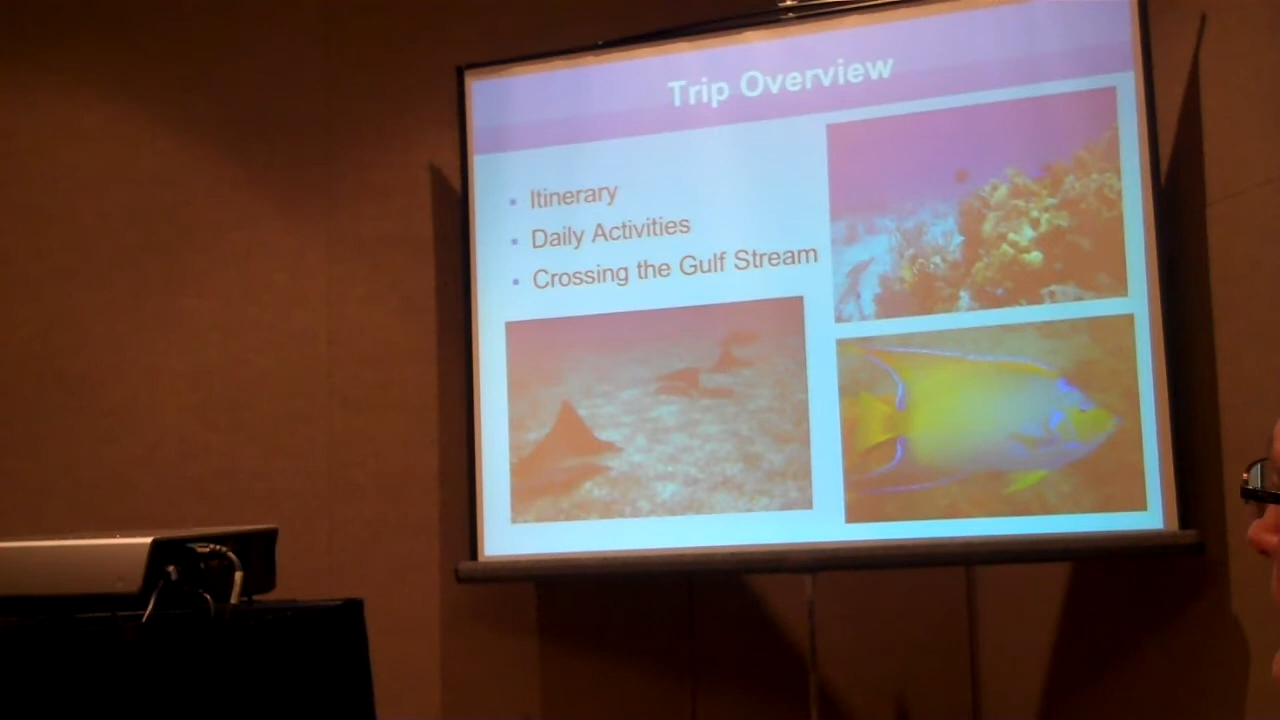 Trip Overview
Itinerary
Daily Activities
Crossing the Gulf Stream